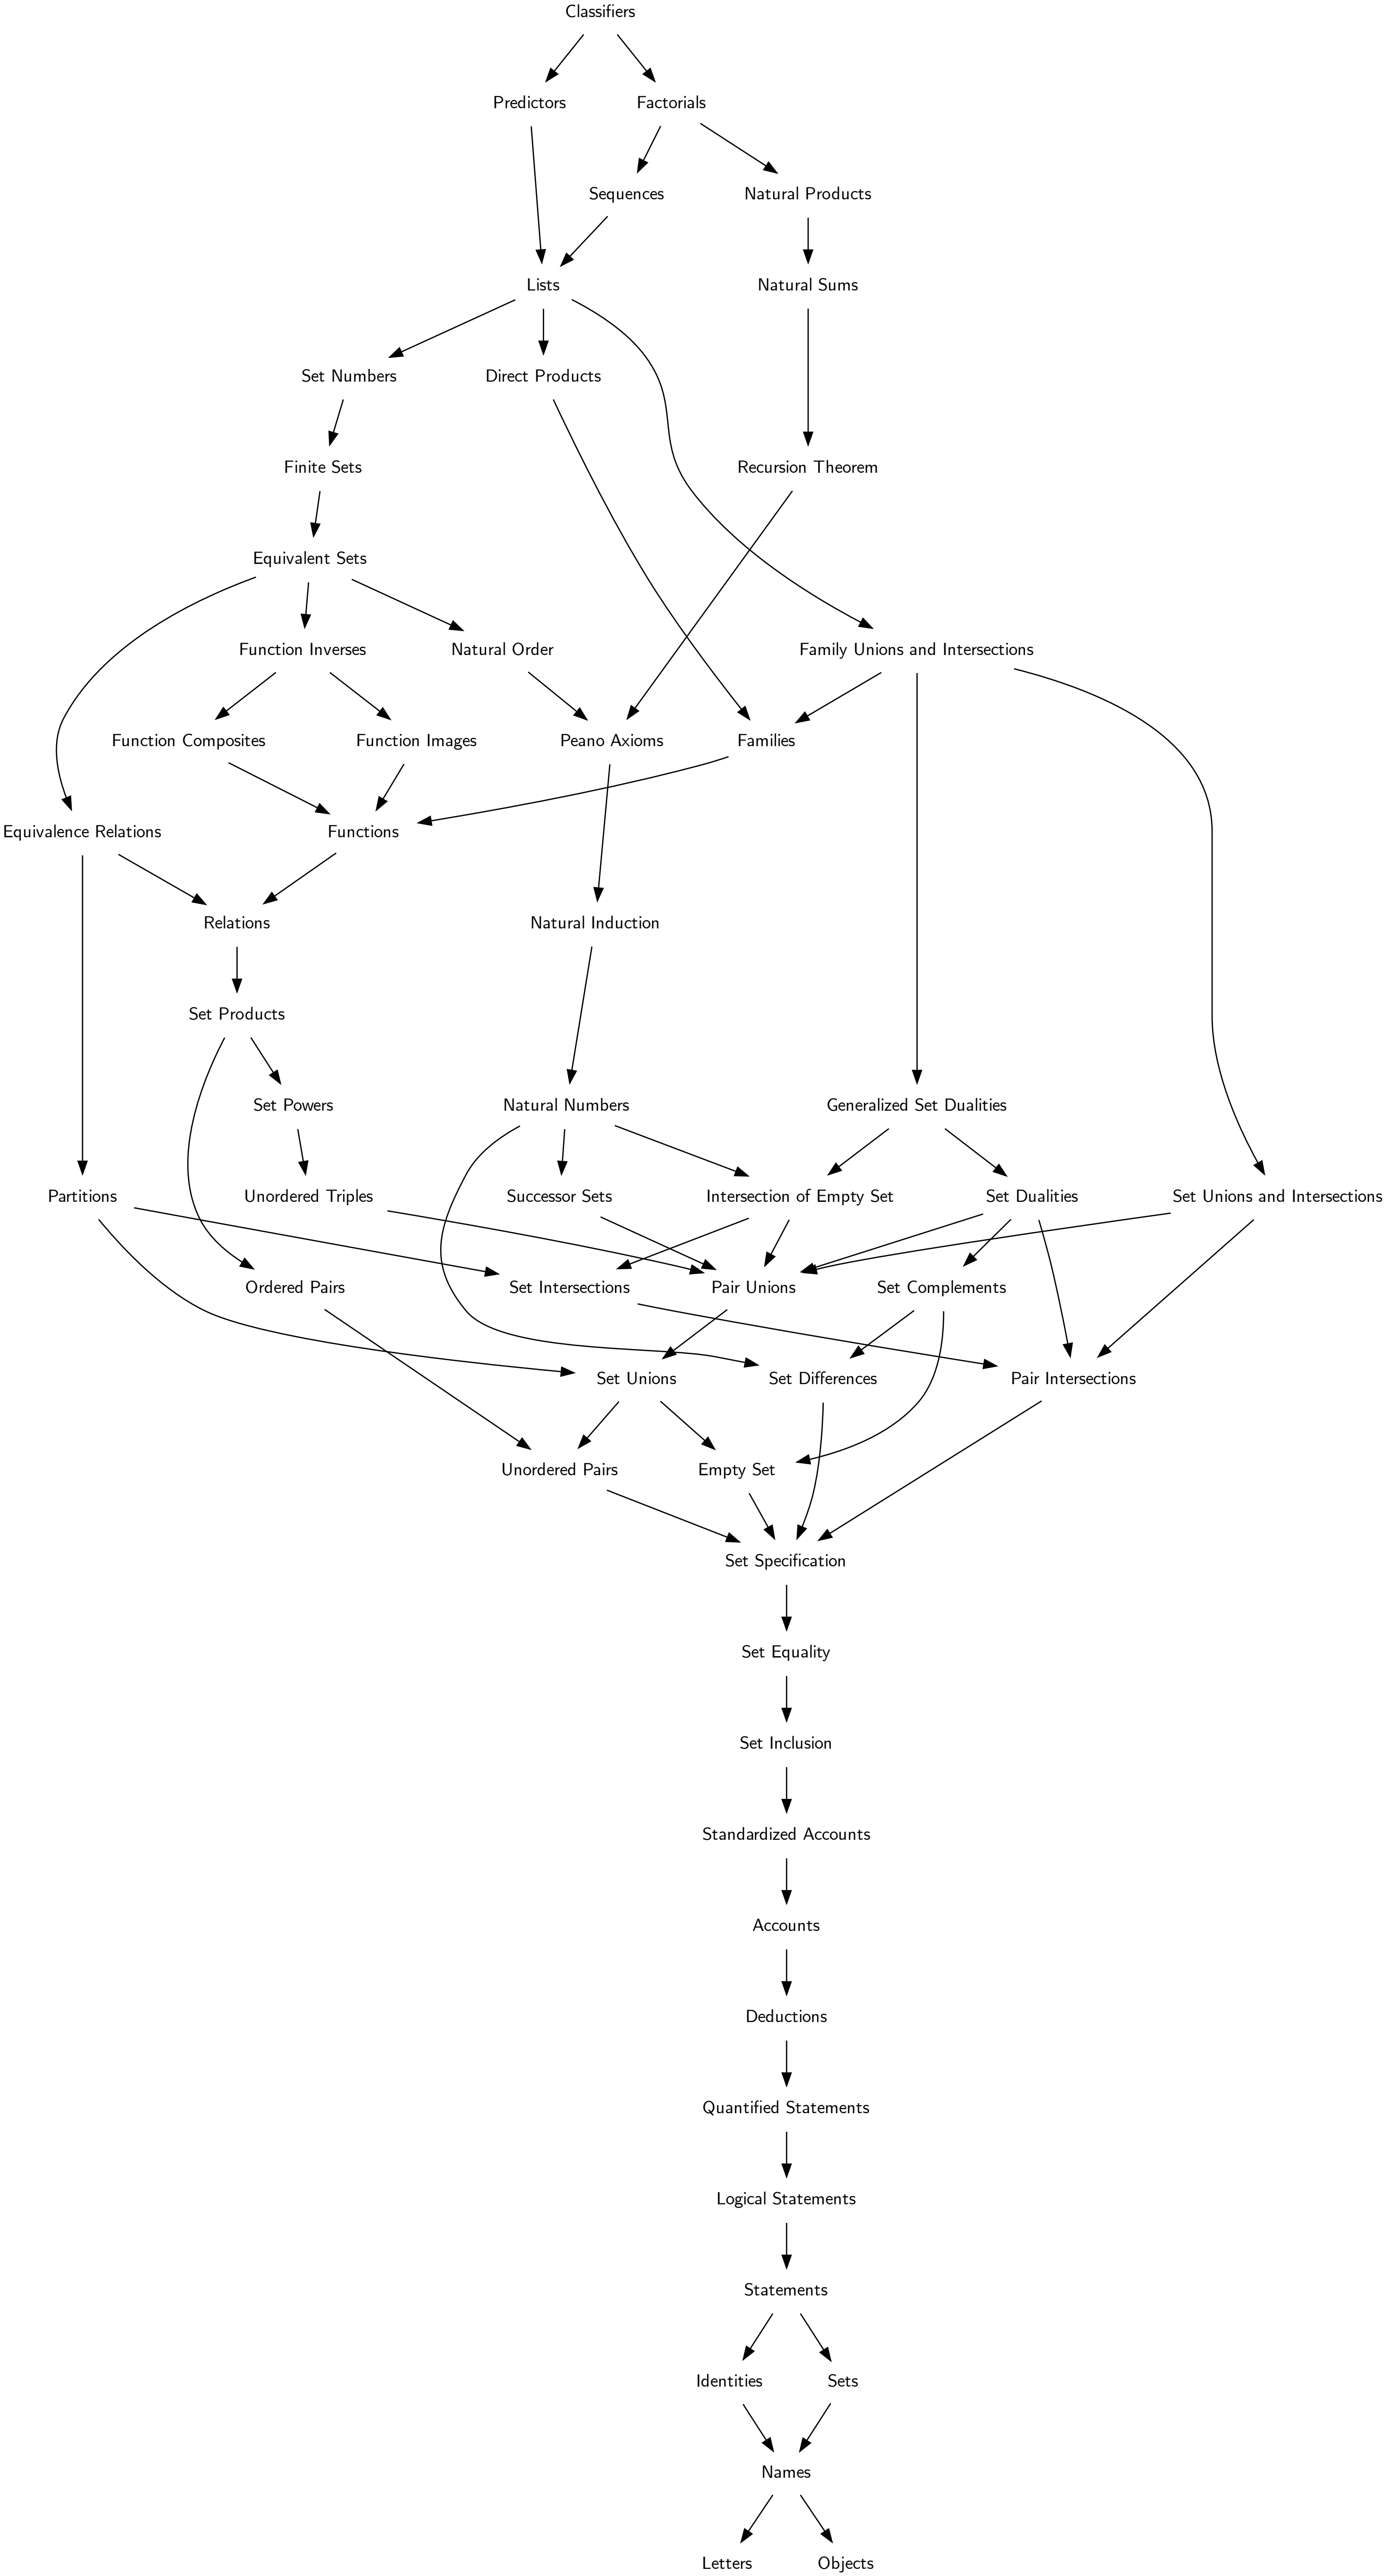 Classifiers
Predictors
Factorials
Sequences
Natural Products
Lists
Natural Sums
Set Numbers
Direct Products
Finite Sets
Recursion Theorem
Equivalent Sets
Function Inverses
Natural Order
Family Unions and Intersections
Function Composites
Function Images
Peano Axioms
Families
Equivalence Relations
Functions
Relations
Natural Induction
Set Products
Set Powers
Natural Numbers
Generalized Set Dualities
Partitions
Unordered Triples
Successor Sets
Intersection of Empty Set
Set Dualities
Set Unions and Intersections
Ordered Pairs
Set Intersections
Pair Unions
Set Complements
Set Unions
Set Differences
Pair Intersections
Unordered Pairs
Empty Set
Set Specification
Set Equality
Set Inclusion
Standardized Accounts
Accounts
Deductions
Quantified Statements
Logical Statements
Statements
Identities
Sets
Names
Letters
Objects